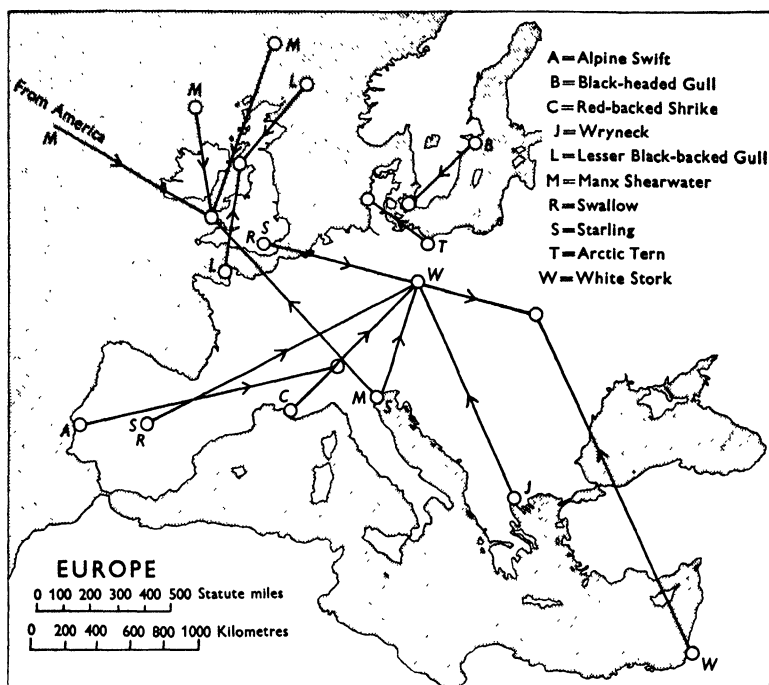 A=Alpine Swift
B=Black-headed Gull
C=Red-backed Shrike
J=Wryneck
L=Lesser Black-backed Gull
M=Manx Shearwater
R=Swallow
S=Starling
T=Arctic Tern
W=White Stork
M
M
L
From America
M
B
S
R
T
L
W
M
S
C
A
S
R
J
EUROPE
0 100 200 300 400 500 Statute miles
0 200 400 600 800 1000 Kilometres
W